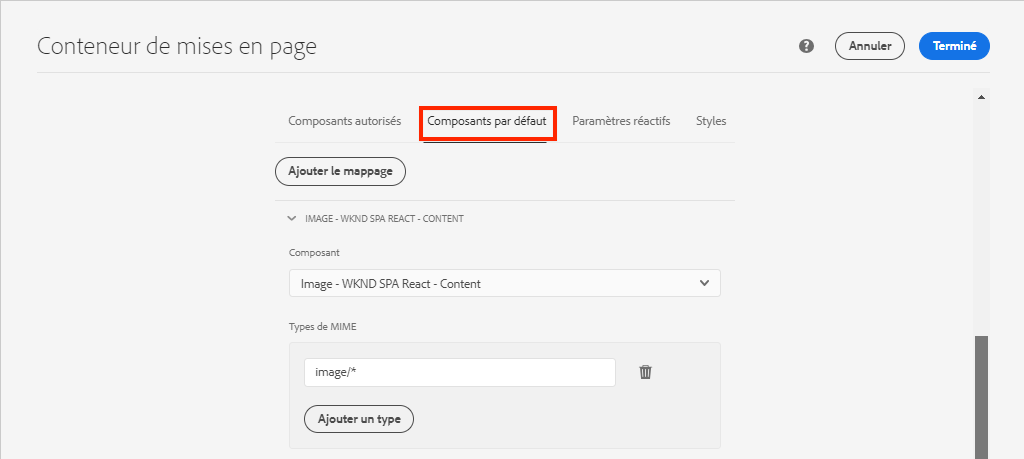 Conteneur de mises en page
?
Annuler
Terminé
Composants autorisés
Composants par défaut
Paramètres réactifs
Styles
Ajouter le mappage
IMAGE - WKND SPA REACT - CONTENT
Composant
Image - WKND SPA React - Content
Types de MIME
image/*
Ajouter un type